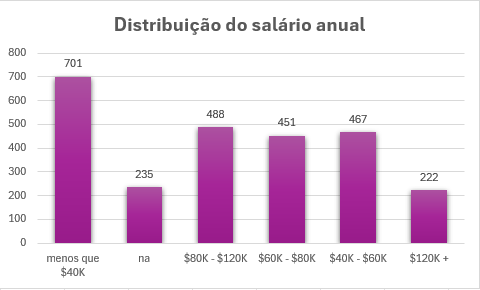 Distribuição do salário anual
800
700
600
500
400
300
200
100
0
701
235
488
451
467
222
menos que
$40K
na
$80K - $120K
$60K - $80K
$40K - $60K
$120K +